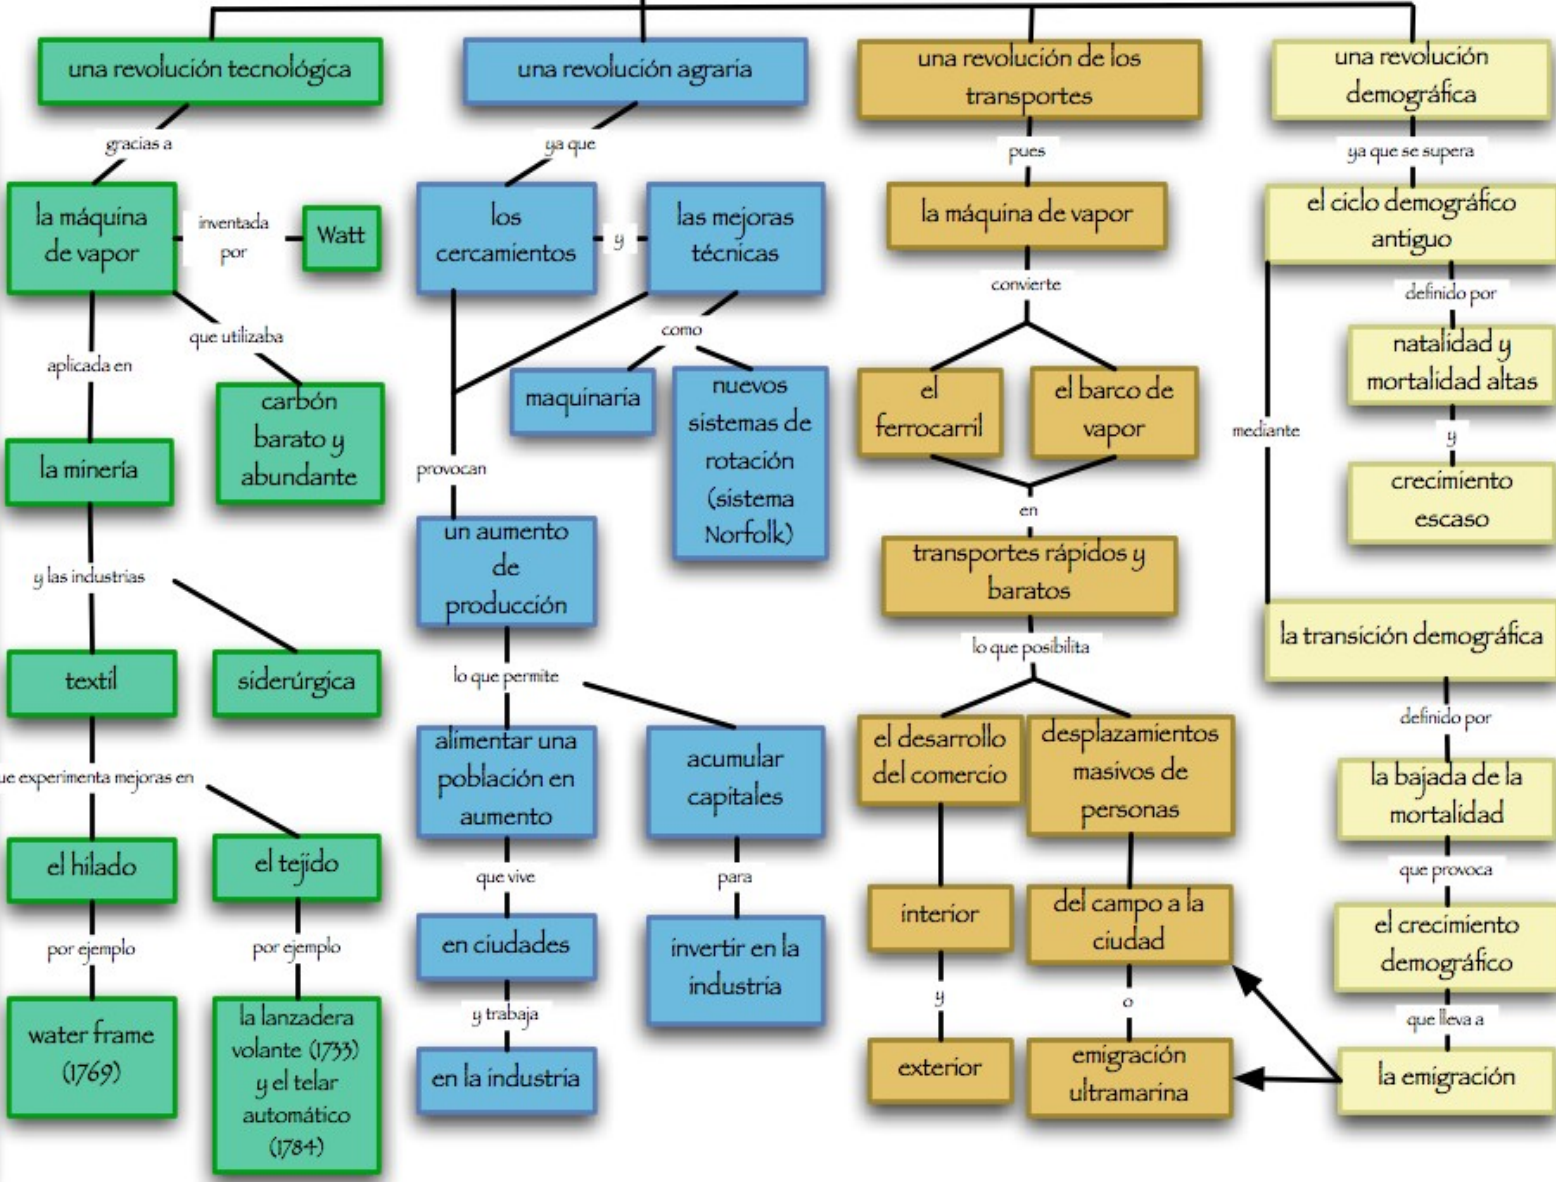 una revolución tecnológica
gracias a
la máquina
de vapor
inventada
por
Watt
que utilizaba
carbón
barato y
abundante
aplicada en
la minería
y las industrias
textil
siderúrgica
ue experimenta mejoras en
el hilado
por ejemplo
water frame
(1769)
el tejido
por ejemplo
la lanzadera
volante (1733)
y el telar
automático
(1784)
una revolución agraria
ya que
los
cercamientos
y
las mejoras
técnicas
como
maquinaria
nuevos
sistemas de
rotación
(sistema
Norfolk)
provocan
un aumento
de
producción
lo que permite
alimentar una
población en
aumento
que vive
en ciudades
y trabaja
en la industria
acumular
capitales
para
invertir en la
industria
una revolución de los
transportes
pues
la máquina de vapor
convierte
el
ferrocarril
el barco de
vapor
en
transportes rápidos y
baratos
lo que posibilita
el desarrollo
del comercio
interior
y
exterior
desplazamientos
masivos de
personas
del campo a la
ciudad
o
emigración
ultramarina
una revolución
demográfica
ya que se supera
el ciclo demográfico
antiguo
definido por
natalidad y
mortalidad altas
y
crecimiento
escaso
mediante
la transición demográfica
definido por
la bajada de la
mortalidad
que provoca
el crecimiento
demográfico
que lleva a
la emigración